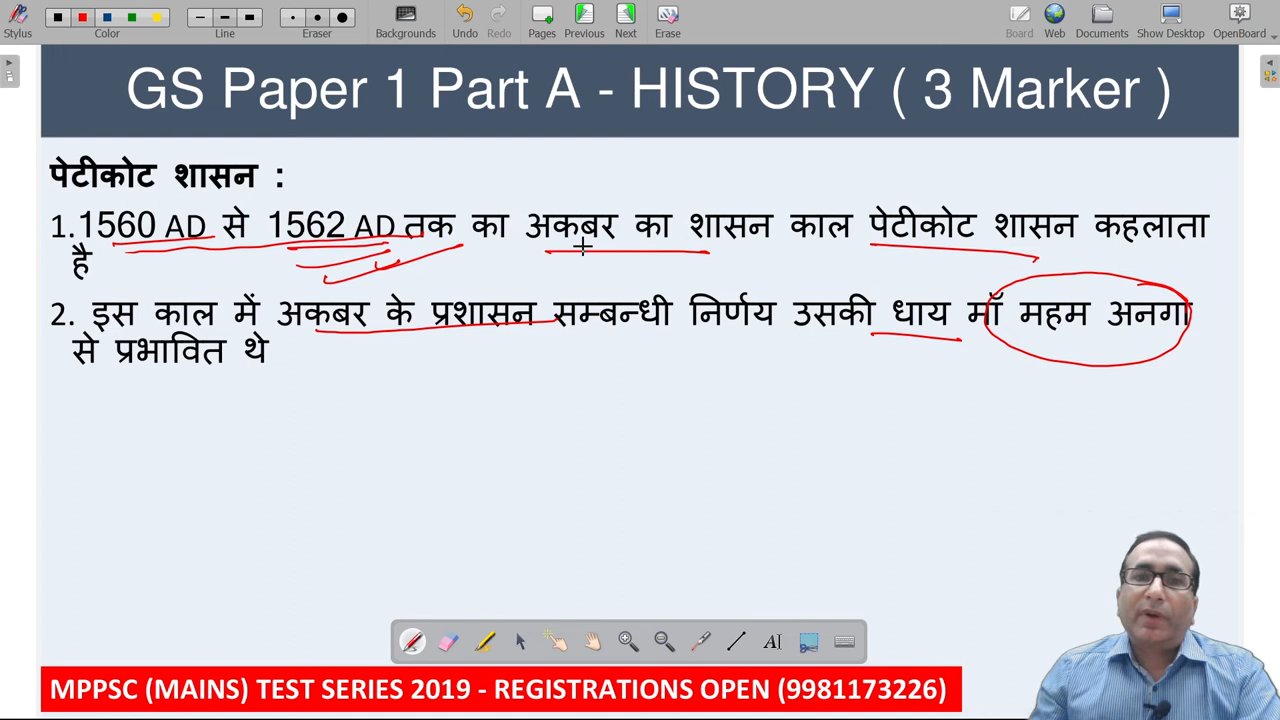 Stylus Color Line Eraser Backgrounds Undo Redo Pages Previous Next Erase Board Web Documents Show Desktop OpenBoard
GS Paper 1 Part A - HISTORY ( 3 Marker )
पेटीकोट शासन :
1.1560 AD से 1562 AD तक का अकबर का शासन काल पेटीकोट शासन कहलाता
है
2. इस काल में अकबर के प्रशासन सम्बन्धी निर्णय उसकी धाय मॉ महम अनगा
से प्रभावित थे
MPPSC (MAINS) TEST SERIES 2019 - REGISTRATIONS OPEN (9981173226)